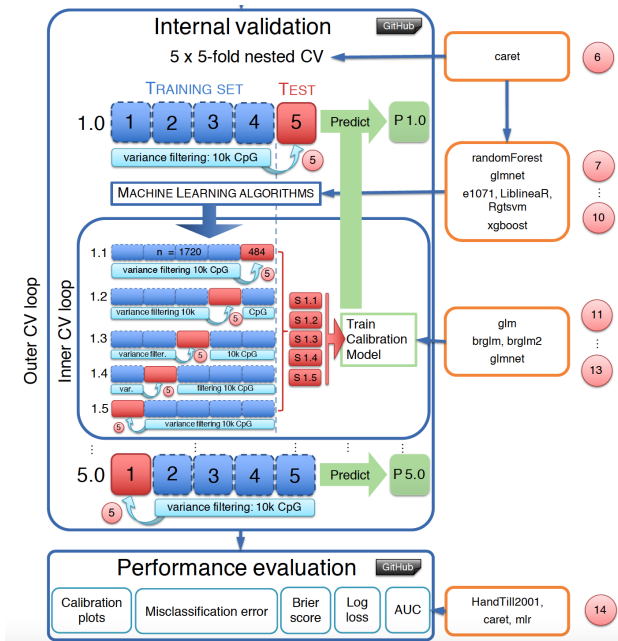 Internal validation
GitHub
5 x 5-fold nested CV
caret
6
TRAINING SET
TEST
1.0
1
2
3
4
5
Predict
P 1.0
variance filtering: 10k CpG
5
MACHINE LEARNING ALGORITHMS
randomForest
glmnet
e1071, LiblineaR,
Rgtsvm
xgboost
7
⋮
10
Outer CV loop
Inner CV loop
1.1
n = 1720
484
variance filtering 10k CpG
5
1.2
variance filtering 10k
5
CpG
1.3
variance filter.
5
10k CpG
1.4
var.
5
filtering 10k CpG
1.5
5
variance filtering 10k CpG
S 1.1
S 1.2
S 1.3
S 1.4
S 1.5
Train
Calibration
Model
glm
brglm, brglm2
glmnet
11
⋮
13
5.0
1
2
3
4
5
Predict
P 5.0
5
variance filtering: 10k CpG
Performance evaluation
GitHub
Calibration
plots
Misclassification error
Brier
score
Log
loss
AUC
HandTill2001,
caret, mlr
14